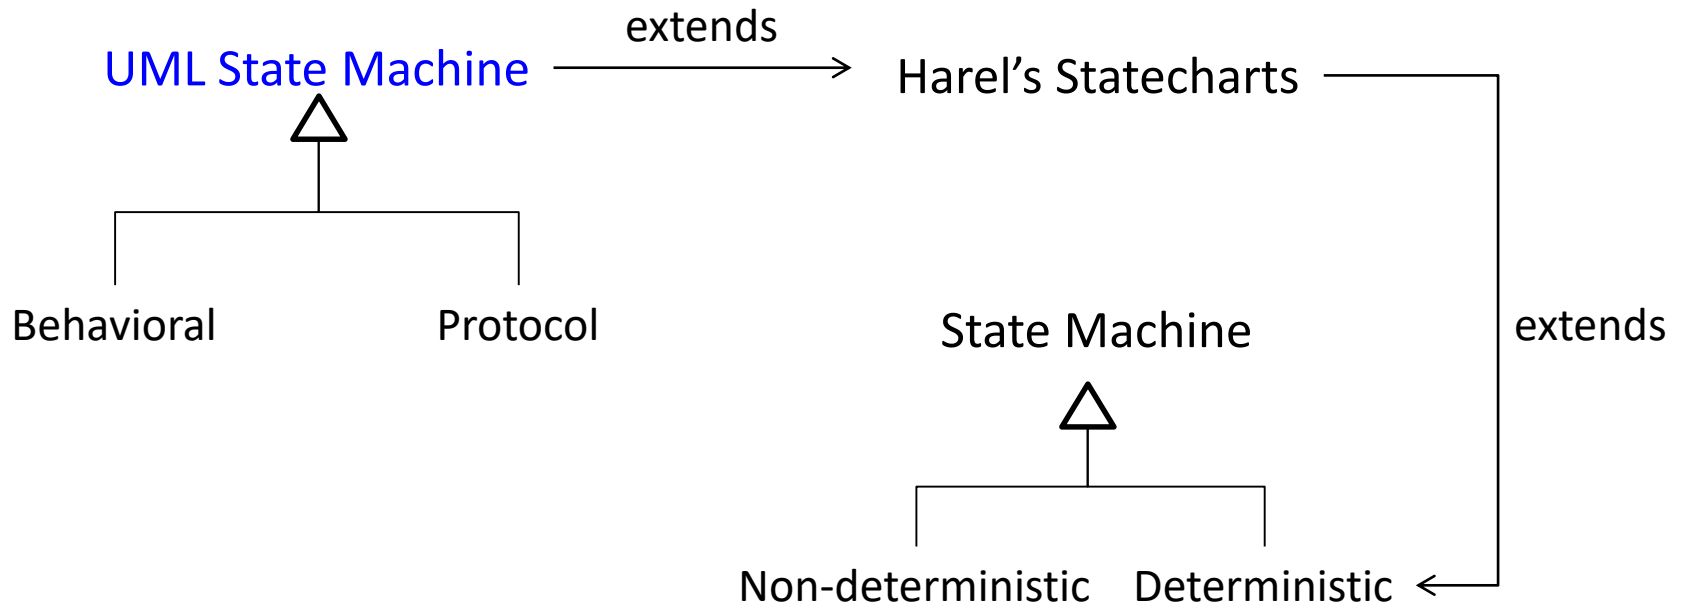 extends
UML State Machine
Harel’s Statecharts
Behavioral
Protocol
State Machine
extends
Non-deterministic
Deterministic